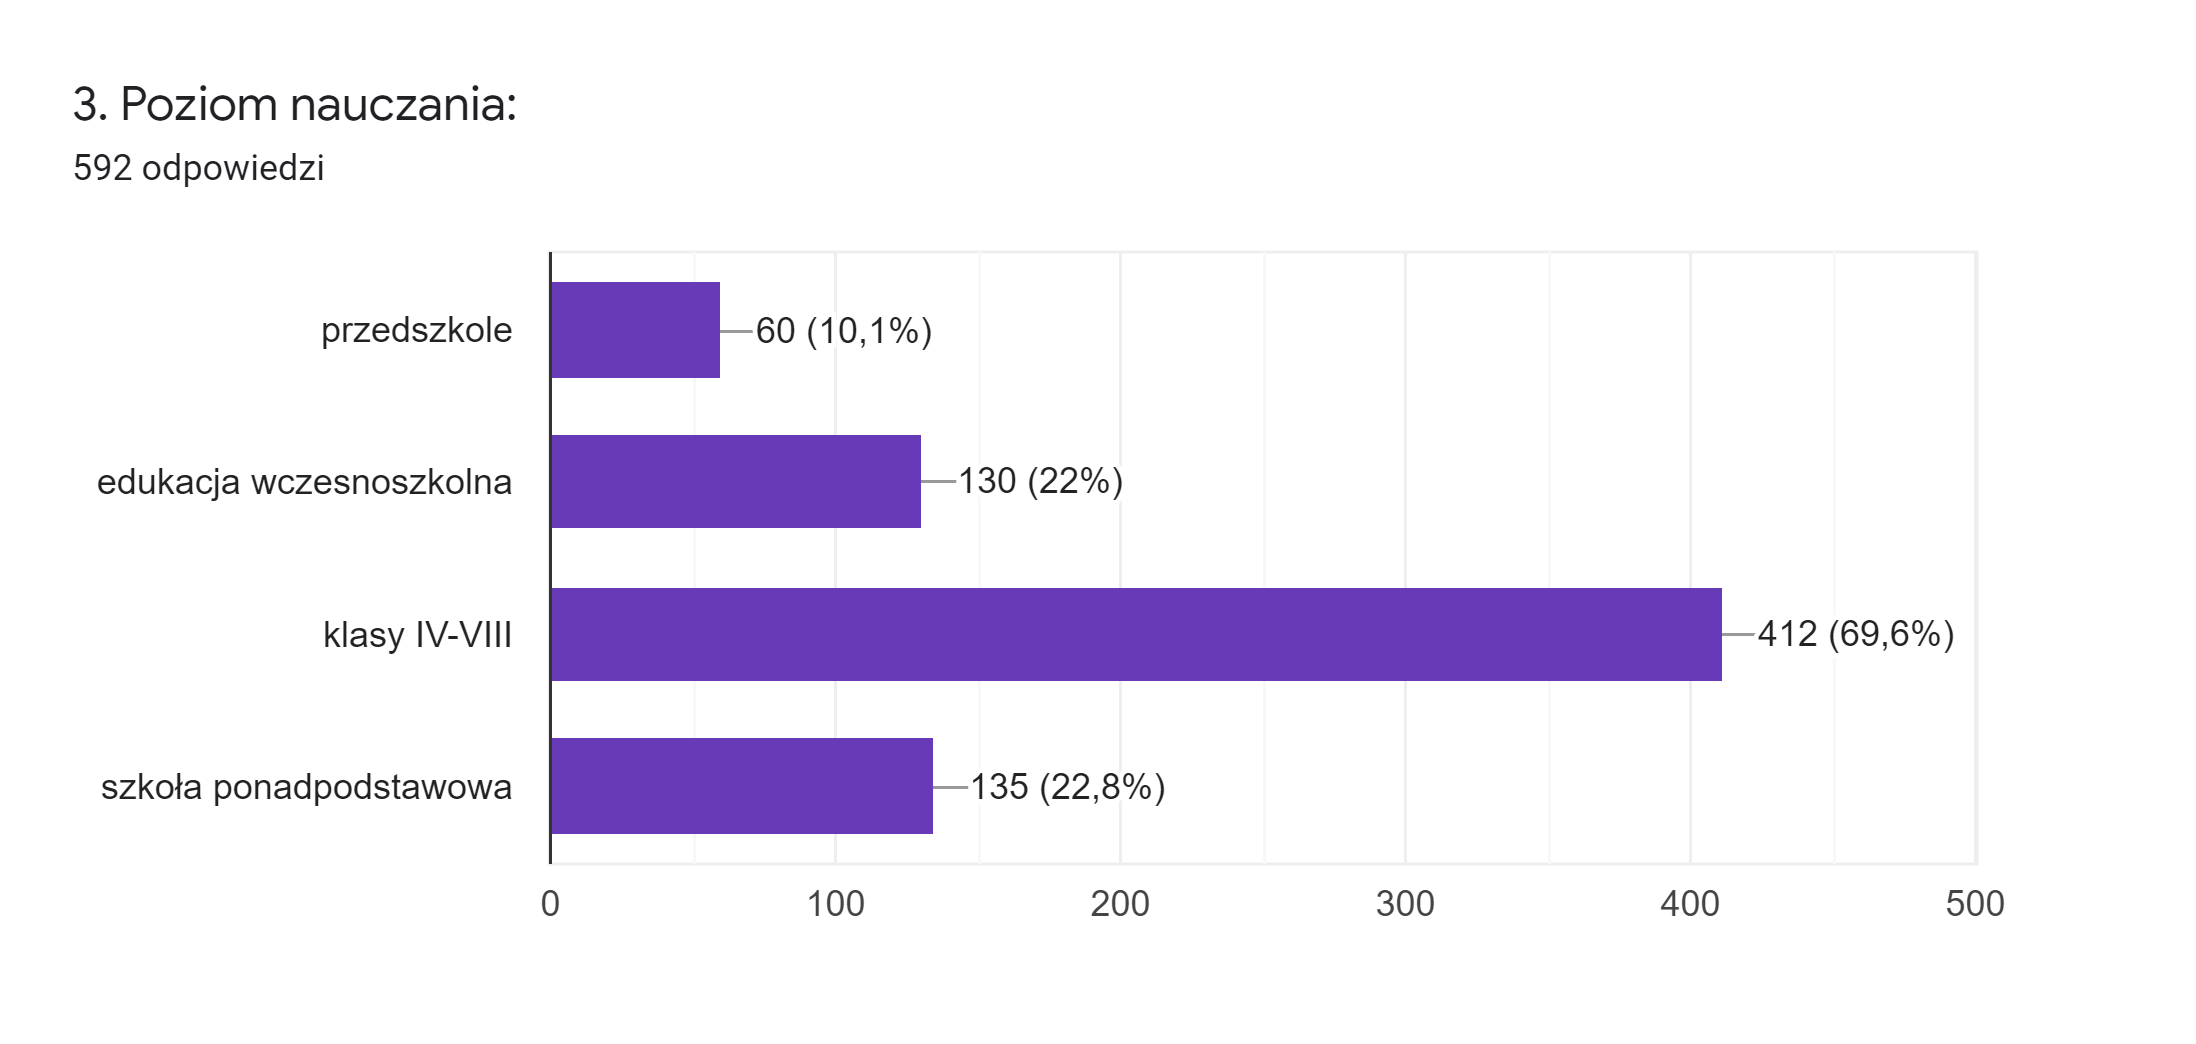 3. Poziom nauczania:
592 odpowiedzi
przedszkole
60 (10,1%)
edukacja wczesnoszkolna
130 (22%)
klasy IV-VIII
412 (69,6%)
szkoła ponadpodstawowa
135 (22,8%)
0 100 200 300 400 500